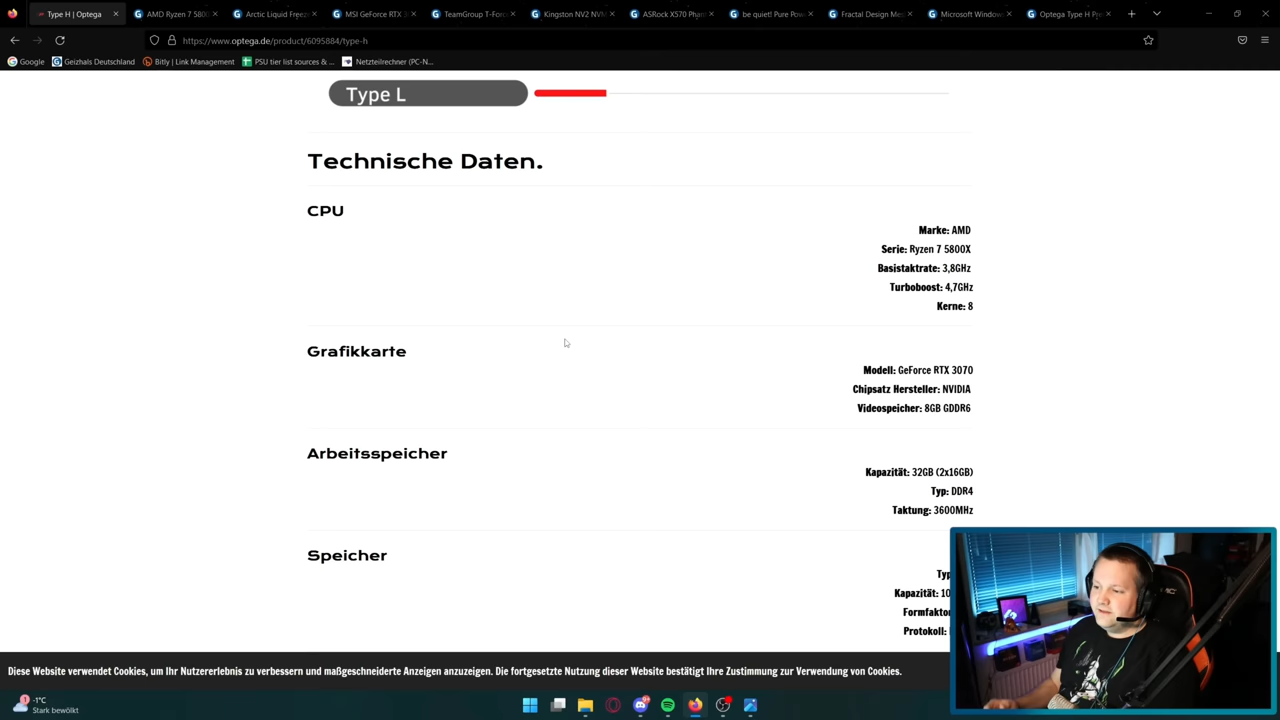 Type H | Optega
AMD Ryzen 7 580
Arctic Liquid Freez
MSI GeForce RTX 3
TeamGroup T-Forc
Kingston NV2 NVM
ASRock X570 Phan
be quiet! Pure Pow
Fractal Design Mes
Microsoft Window
Optega Type H Pr
https://www.optega.de/product/6095884/type-h
Google
Geizhals Deutschland
Bitly | Link Management
PSU tier list sources & ...
Netzteilrechner (PC-N...
Type L
Technische Daten.
CPU
Marke: AMD
Serie: Ryzen 7 5800X
Basistaktrate: 3,8GHz
Turboboost: 4,7GHz
Kerne: 8
Grafikkarte
Modell: GeForce RTX 3070
Chipsatz Hersteller: NVIDIA
Videospeicher: 8GB GDDR6
Arbeitsspeicher
Kapazität: 32GB (2x16GB)
Typ: DDR4
Taktung: 3600MHz
Speicher
Typ
Kapazität: 10
Formfakto
Protokoll:
Diese Website verwendet Cookies, um Ihr Nutzererlebnis zu verbessern und maßgeschneiderte Anzeigen anzuzeigen. Die fortgesetzte Nutzung dieser Website bestätigt Ihre Zustimmung zur Verwendung von Cookies.
-1°C
Stark bewölkt